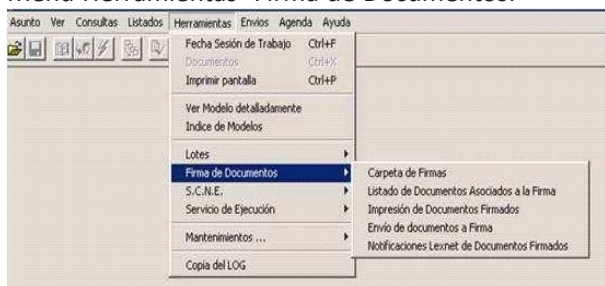 Menú Herramientas- Firma de Documentos.
Asunto Ver Consultas Listados Herramientas Envios Agenda Ayuda
Fecha Sesión de Trabajo Ctrl+F
Documentos Ctrl+X
Imprimir pantalla Ctrl+P
Ver Modelo detalladamente
Indice de Modelos
Lotes
Firma de Documentos
S.C.N.E.
Servicio de Ejecución
Mantenimientos ...
Copia del LOG
Carpeta de Firmas
Listado de Documentos Asociados a la Firma
Impresión de Documentos Firmados
Envío de documentos a Firma
Notificaciones Lexnet de Documentos Firmados